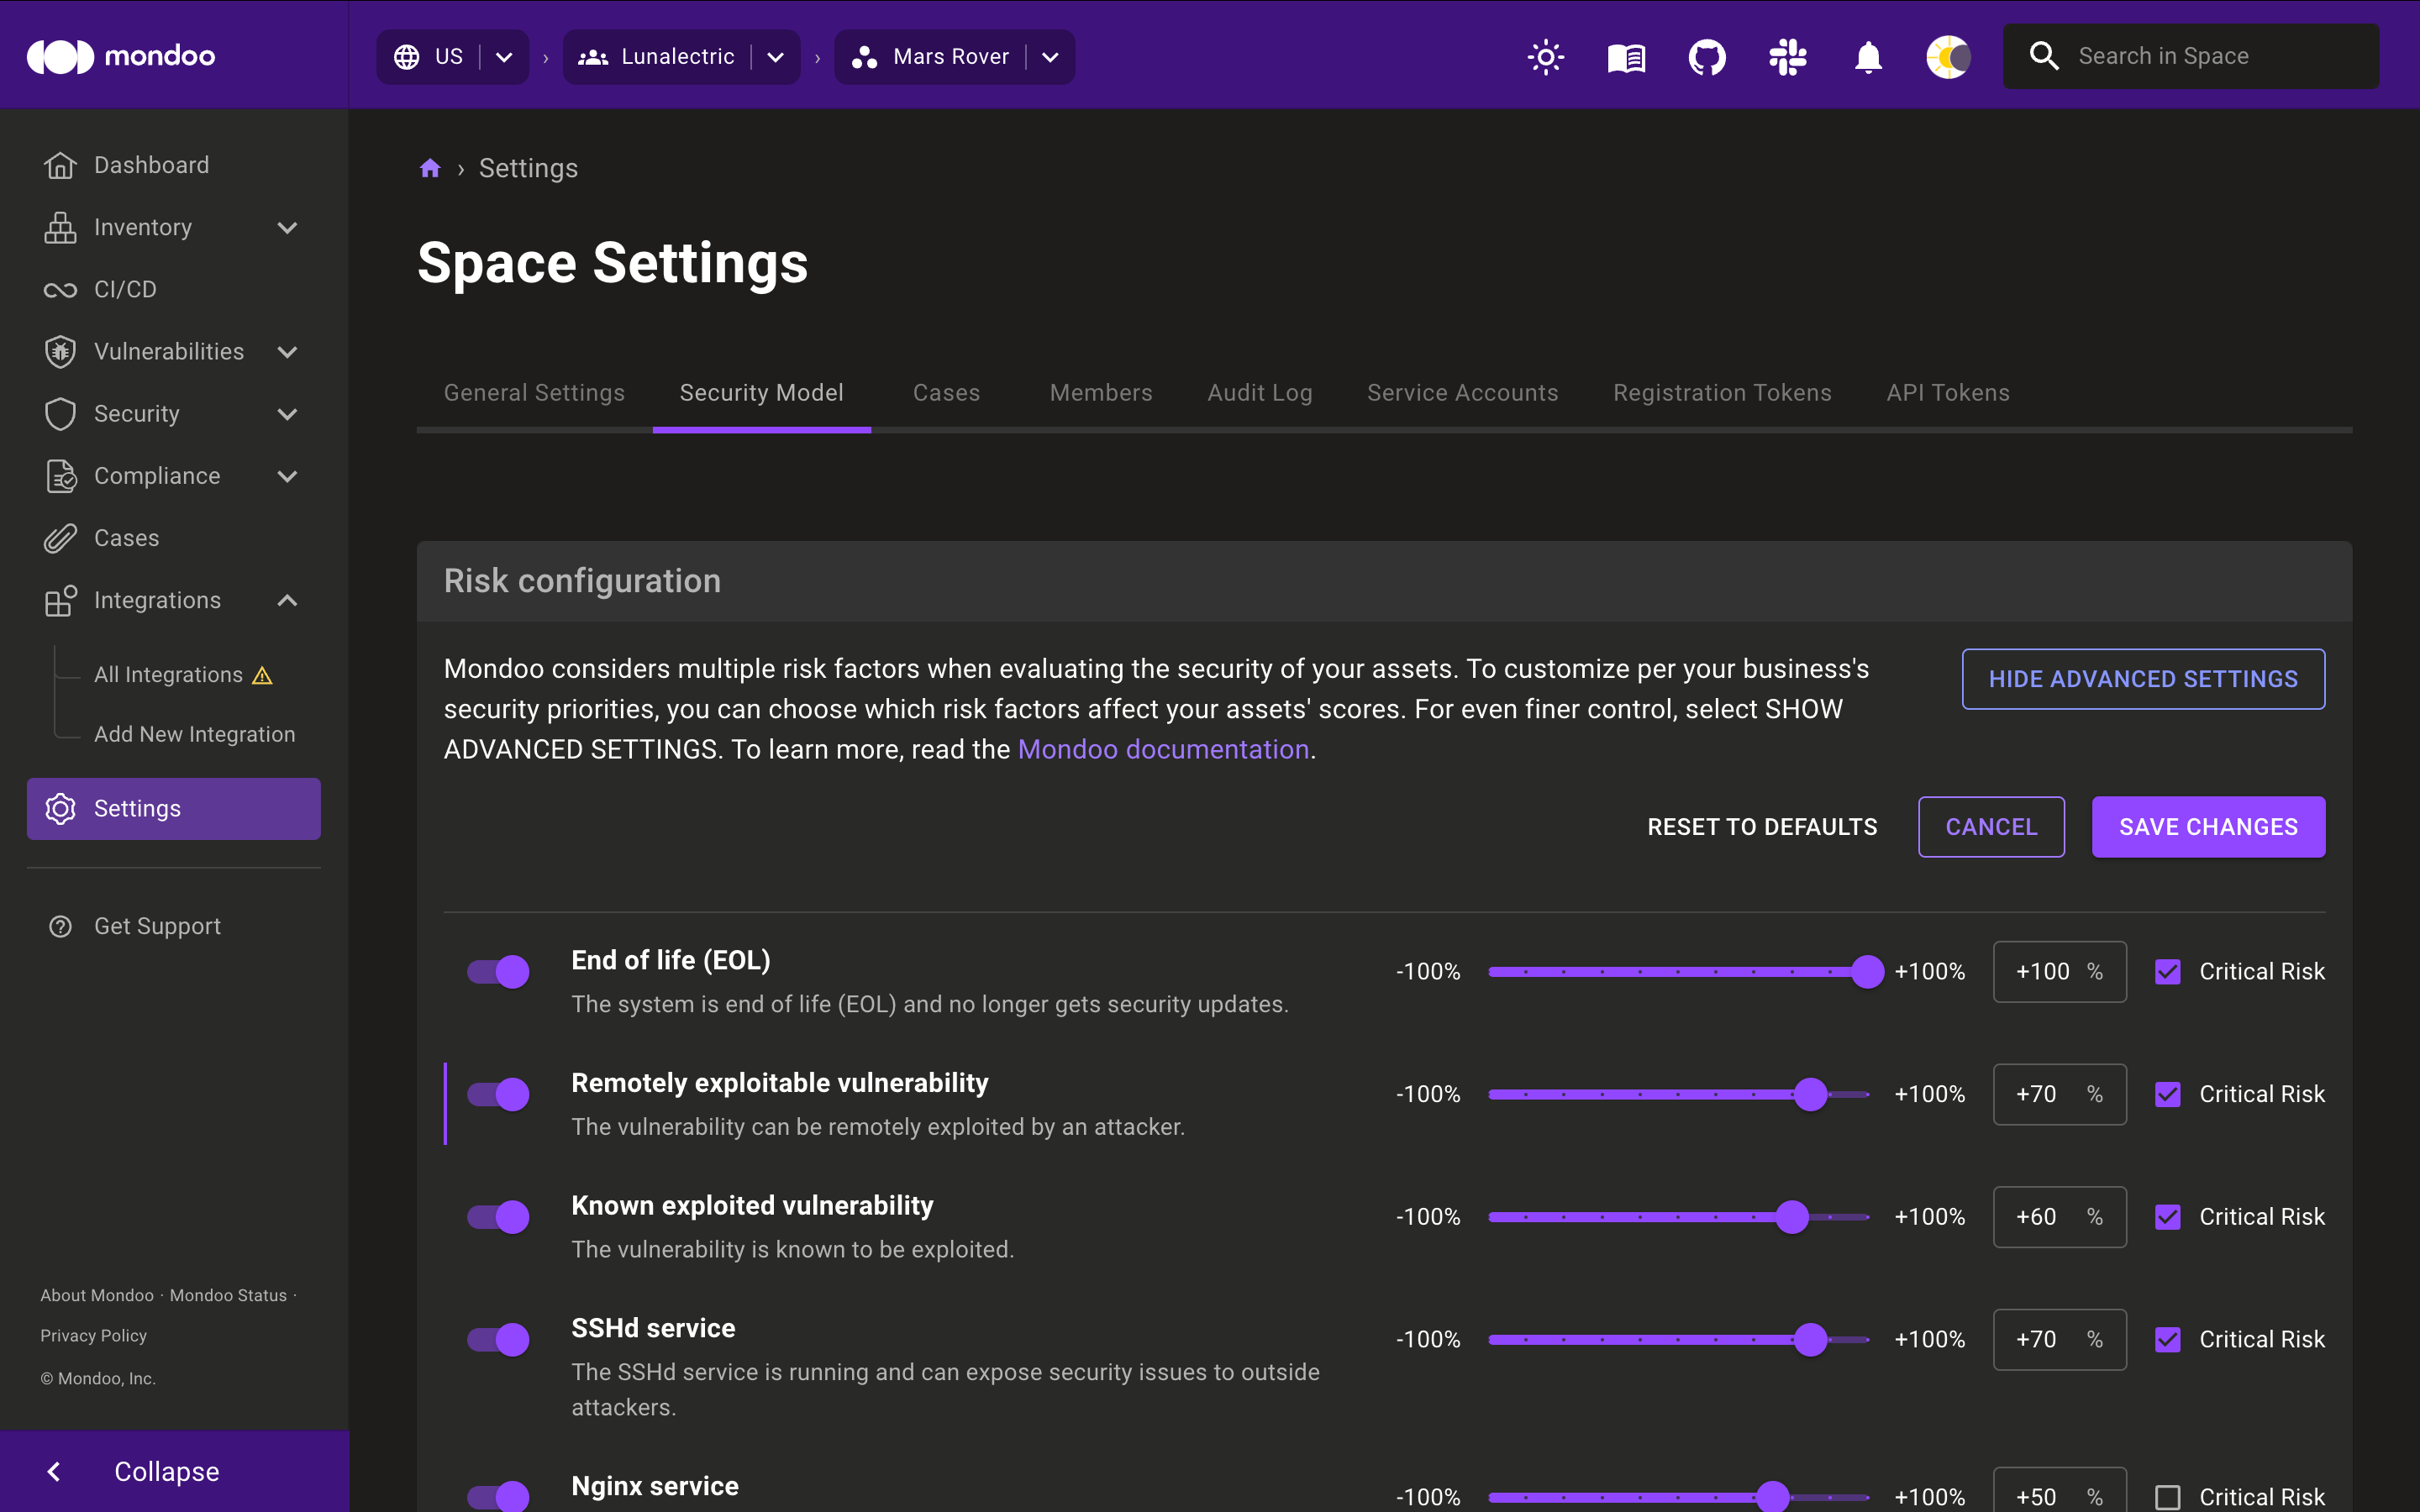 mondoo
US
Lunalectric
Mars Rover
Search in Space
Dashboard
Inventory
CI/CD
Vulnerabilities
Security
Compliance
Cases
Integrations
All Integrations
Add New Integration
Settings
Get Support
About Mondoo · Mondoo Status ·
Privacy Policy
© Mondoo, Inc.
Collapse
› Settings
Space Settings
General Settings
Security Model
Cases
Members
Audit Log
Service Accounts
Registration Tokens
API Tokens
Risk configuration
Mondoo considers multiple risk factors when evaluating the security of your assets. To customize per your business's
security priorities, you can choose which risk factors affect your assets' scores. For even finer control, select SHOW
ADVANCED SETTINGS. To learn more, read the Mondoo documentation.
HIDE ADVANCED SETTINGS
RESET TO DEFAULTS
CANCEL
SAVE CHANGES
End of life (EOL)
The system is end of life (EOL) and no longer gets security updates.
-100% +100% +100 % Critical Risk
Remotely exploitable vulnerability
The vulnerability can be remotely exploited by an attacker.
-100% +100% +70 % Critical Risk
Known exploited vulnerability
The vulnerability is known to be exploited.
-100% +100% +60 % Critical Risk
SSHd service
The SSHd service is running and can expose security issues to outside
attackers.
-100% +100% +70 % Critical Risk
Nginx service
-100% +100% +50 % Critical Risk